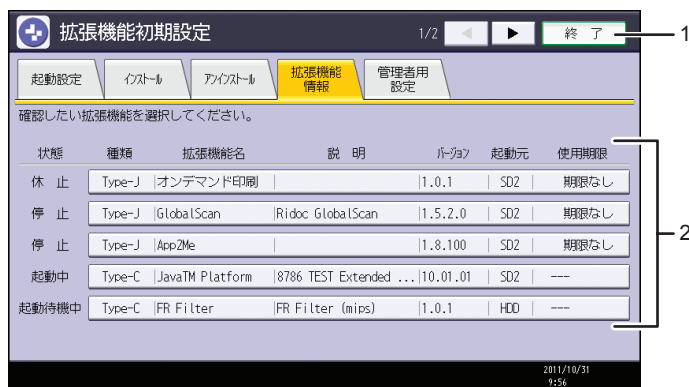 拡張機能初期設定 1/2 ◀ ▶ 終 了 1
起動設定 インストール アンインストール 拡張機能情報 管理者用設定
確認したい拡張機能を選択してください。
状態 種類 拡張機能名 説 明 バージョン 起動元 使用期限
休 止 Type-J |オンデマンド印刷 | |1.0.1 | SD2 | 期限なし
停 止 Type-J |GlobalScan |Ridoc GlobalScan |1.5.2.0 | SD2 | 期限なし
停 止 Type-J |App2Me | |1.8.100 | SD2 | 期限なし
起動中 Type-C |JavaTM Platform |8786 TEST Extended ... |10.01.01 | SD2 | ---
起動待機中 Type-C |FR Filter |FR Filter (mips) |1.0.1 | HDD | ---
2
2011/10/31
9:56